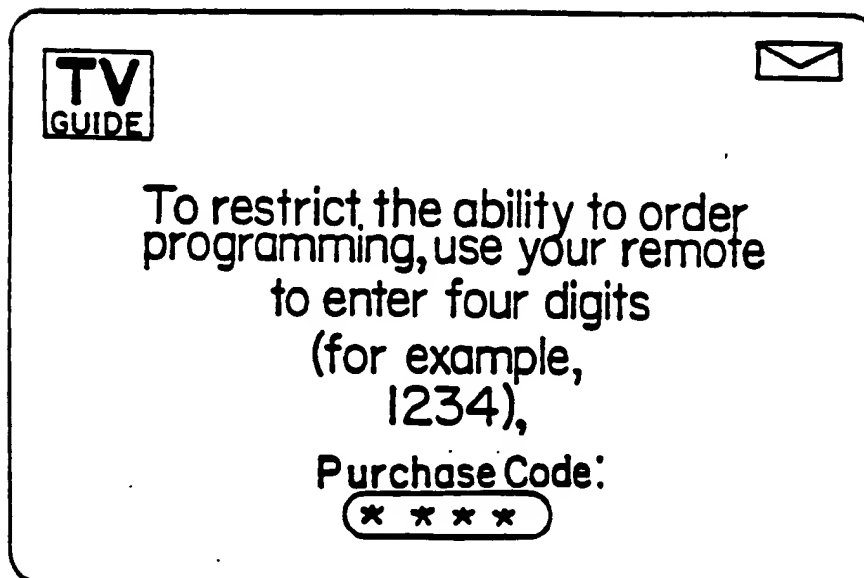 TV
GUIDE
To restrict the ability to order
programming, use your remote
to enter four digits
(for example,
1234),
Purchase Code:
* * * *